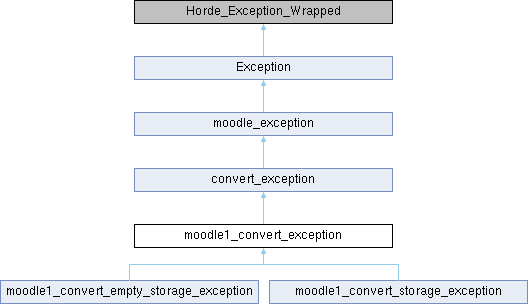 Horde_Exception_Wrapped
Exception
moodle_exception
convert_exception
moodle1_convert_exception
moodle1_convert_empty_storage_exception
moodle1_convert_storage_exception